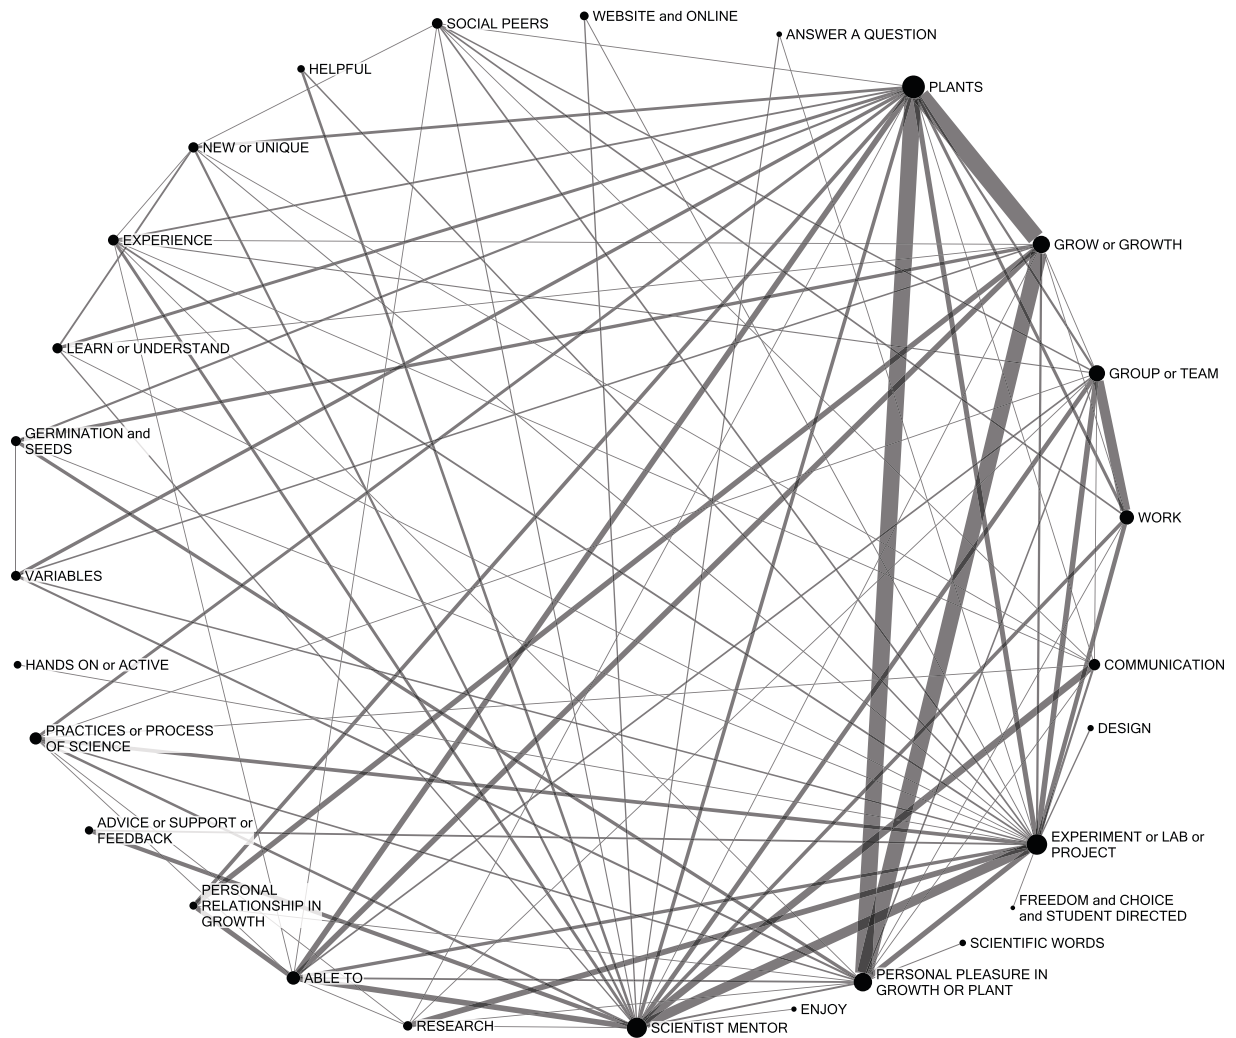 WEBSITE and ONLINE
SOCIAL PEERS
ANSWER A QUESTION
HELPFUL
PLANTS
NEW or UNIQUE
EXPERIENCE
GROW or GROWTH
LEARN or UNDERSTAND
GROUP or TEAM
GERMINATION and
SEEDS
WORK
VARIABLES
HANDS ON or ACTIVE
COMMUNICATION
PRACTICES or PROCESS
OF SCIENCE
DESIGN
ADVICE or SUPPORT or
FEEDBACK
EXPERIMENT or LAB or
PROJECT
PERSONAL
RELATIONSHIP IN
GROWTH
FREEDOM and CHOICE
and STUDENT DIRECTED
SCIENTIFIC WORDS
ABLE TO
PERSONAL PLEASURE IN
GROWTH OR PLANT
ENJOY
RESEARCH
SCIENTIST MENTOR